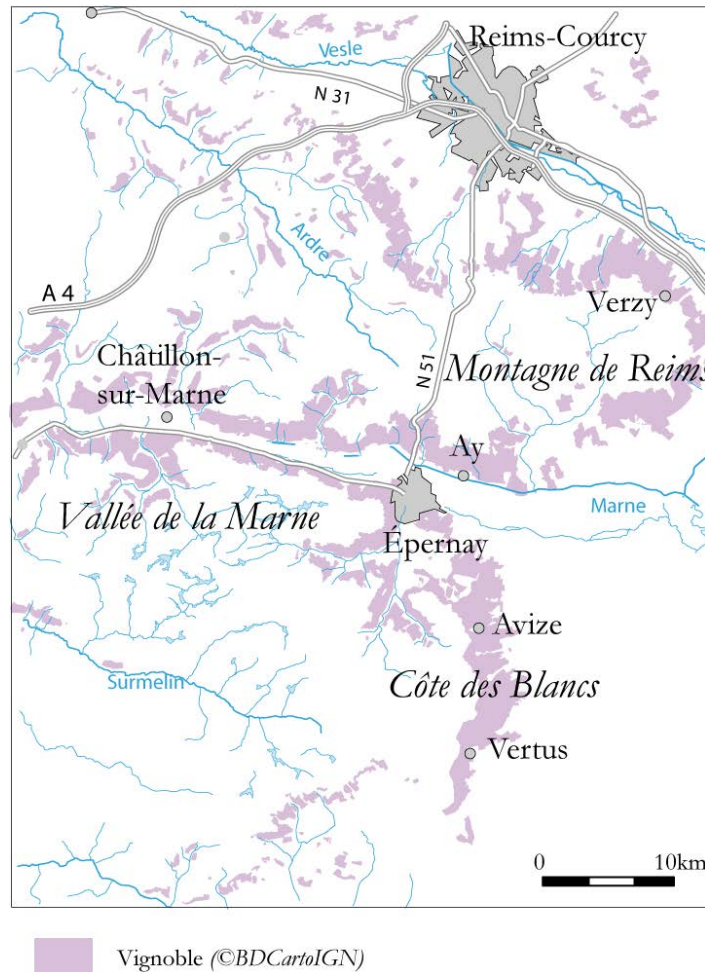 Reims-Courcy
Vesle
N 31
Ardre
A 4
Verzy
Châtillon-
sur-Marne
N 51
Montagne de Reims
Ay
Vallée de la Marne
Marne
Épernay
Avize
Surmelin
Côte des Blancs
Vertus
0 10km
Vignoble (©BDCartoIGN)